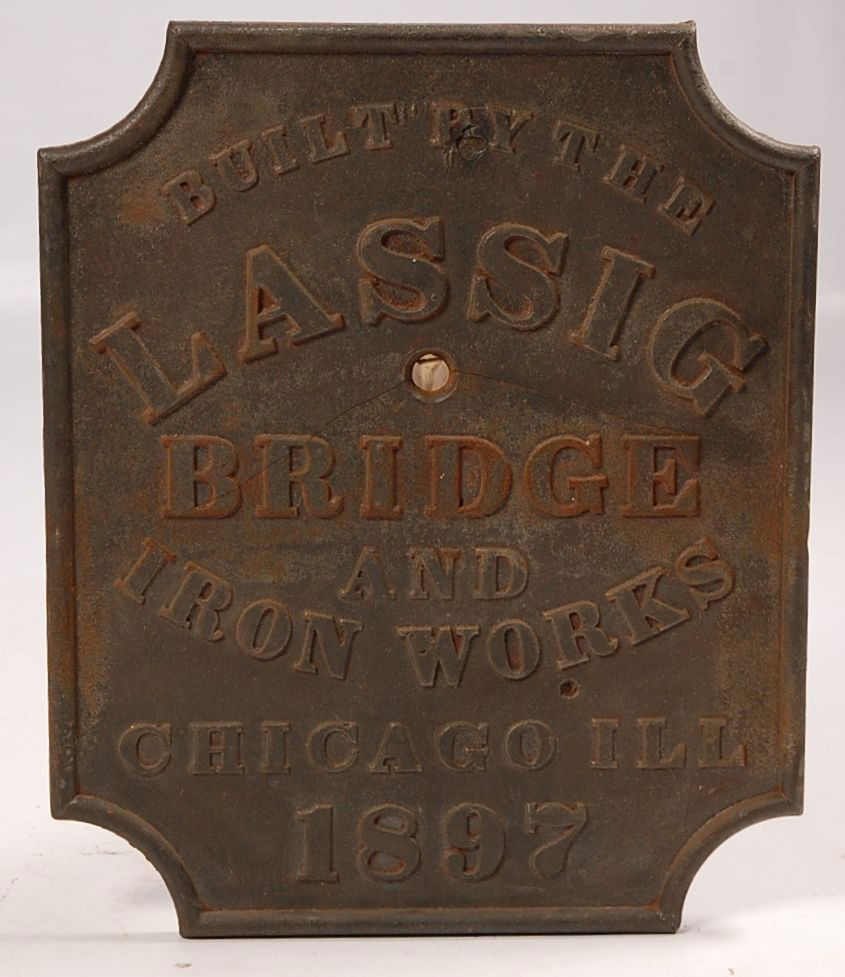 BUILT BY THE
LASSIG
BRIDGE
AND
IRON WORKS
CHICAGO ILL
1897